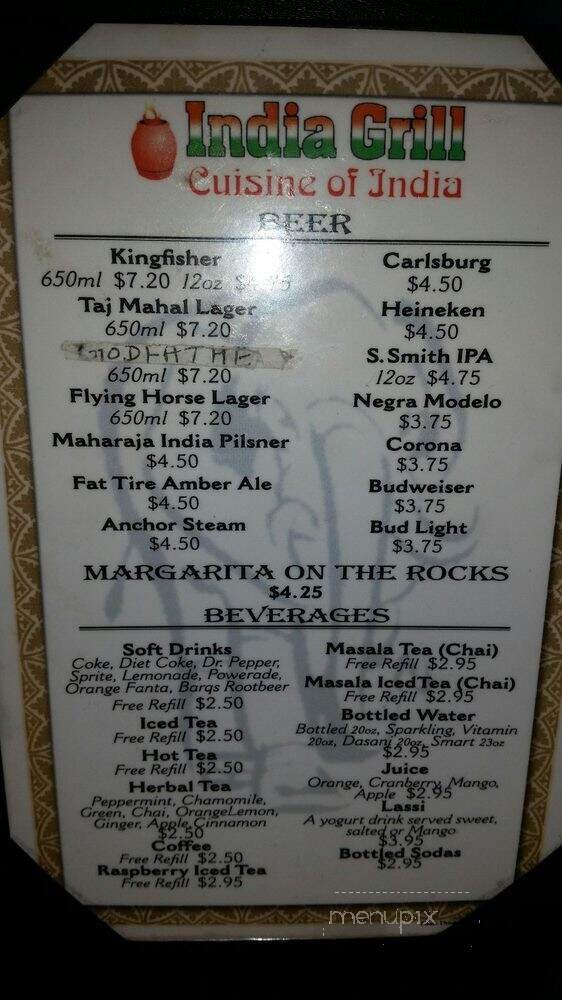 India Grill
Cuisine of India
BEER
Kingfisher
650ml $7.20 12oz
Taj Mahal Lager
650ml $7.20
GODFATHER
650ml $7.20
Flying Horse Lager
650ml $7.20
Maharaja India Pilsner
$4.50
Fat Tire Amber Ale
$4.50
Anchor Steam
$4.50
Carlsburg
$4.50
Heineken
$4.50
S.Smith IPA
12oz $4.75
Negra Modelo
$3.75
Corona
$3.75
Budweiser
$3.75
Bud Light
$3.75
MARGARITA ON THE ROCKS
$4.25
BEVERAGES
Soft Drinks
Coke, Diet Coke, Dr. Pepper,
Sprite, Lemonade, Powerade,
Orange Fanta, Barqs Rootbeer
Free Refill $2.50
Iced Tea
Free Refill $2.50
Hot Tea
Free Refill $2.50
Herbal Tea
Peppermint, Chamomile,
Green, Chai, OrangeLemon,
Ginger, Apple Cinnamon
$2.50
Coffee
Free Refill $2.50
Raspberry Iced Tea
Free Refill $2.95
Masala Tea (Chai)
Free Refill $2.95
Masala Iced Tea (Chai)
Free Refill $2.95
Bottled Water
Bottled 20oz, Sparkling, Vitamin
20oz, Dasani 20oz, Smart 23oz
$2.95
Juice
Orange, Cranberry, Mango,
Apple $2.95
Lassi
A yogurt drink served sweet,
salted or Mango
$3.95
Bottled Sodas
$2.95
menupix